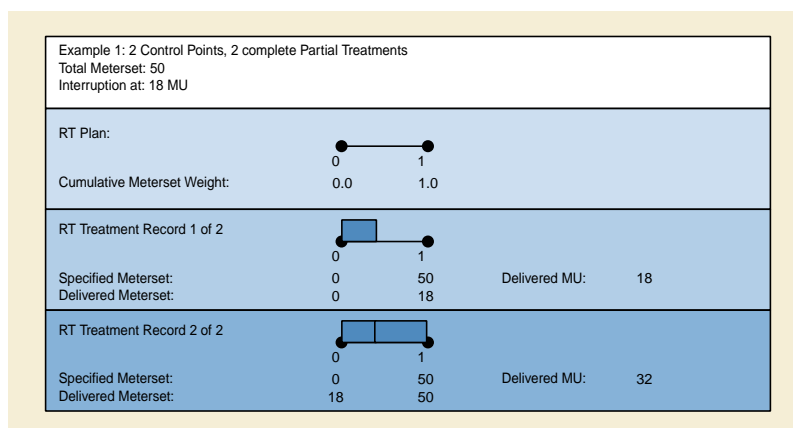 Example 1: 2 Control Points, 2 complete Partial Treatments
Total Meterset: 50
Interruption at: 18 MU
RT Plan:
0 1
Cumulative Meterset Weight: 0.0 1.0
RT Treatment Record 1 of 2
0 1
Specified Meterset: 0 50 Delivered MU: 18
Delivered Meterset: 0 18
RT Treatment Record 2 of 2
0 1
Specified Meterset: 0 50 Delivered MU: 32
Delivered Meterset: 18 50